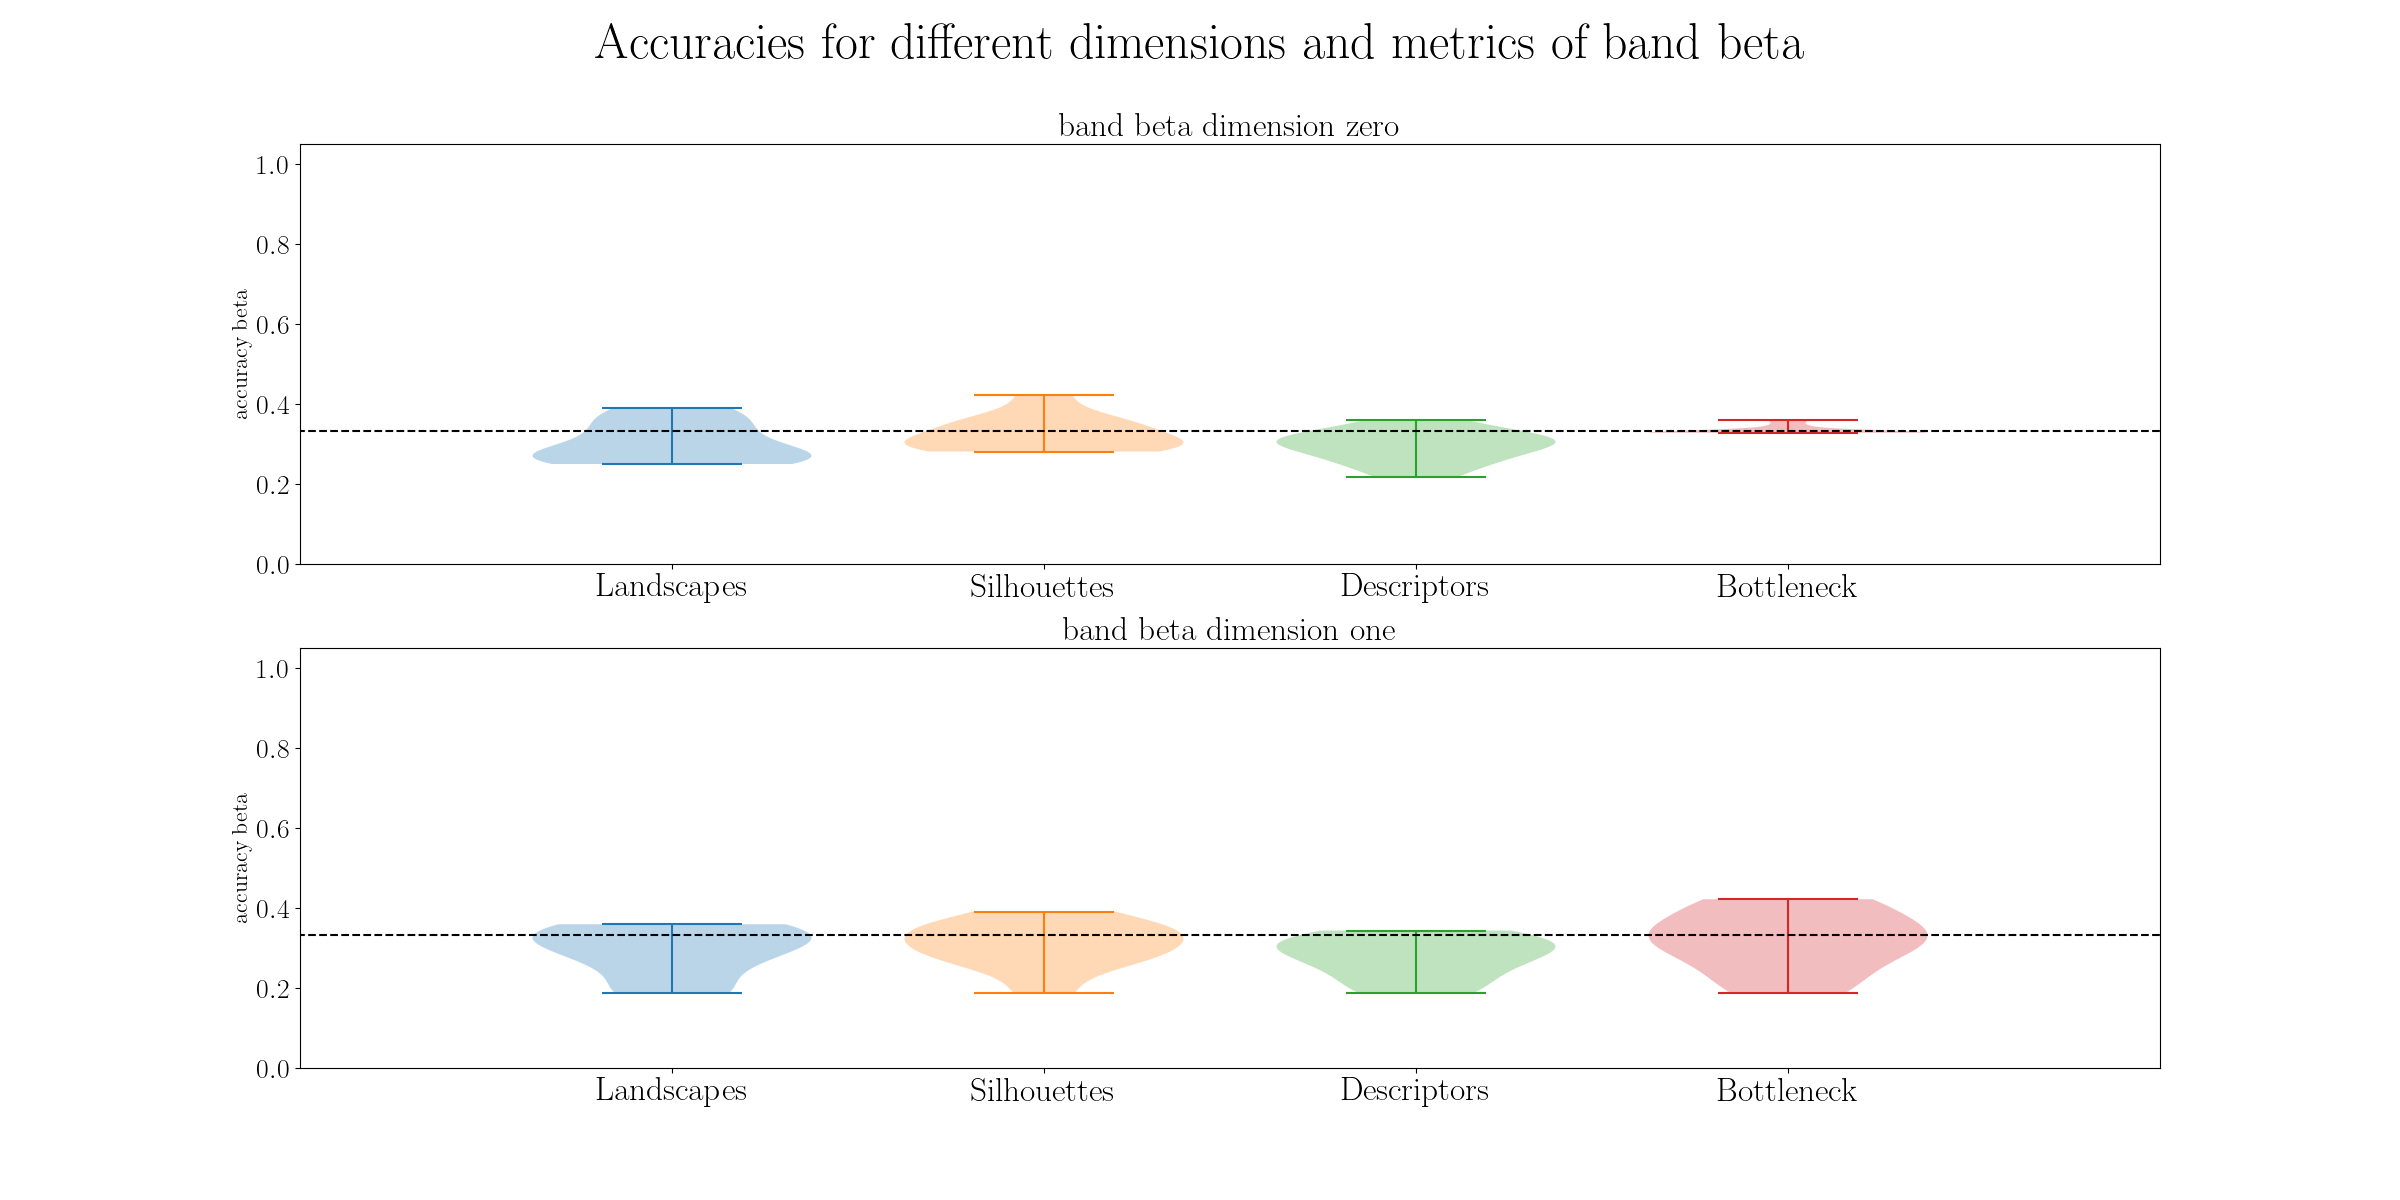 Accuracies for different dimensions and metrics of band beta
band beta dimension zero
accuracy beta
1.0
0.8
0.6
0.4
0.2
0.0
Landscapes Silhouettes Descriptors Bottleneck
band beta dimension one
accuracy beta
1.0
0.8
0.6
0.4
0.2
0.0
Landscapes Silhouettes Descriptors Bottleneck